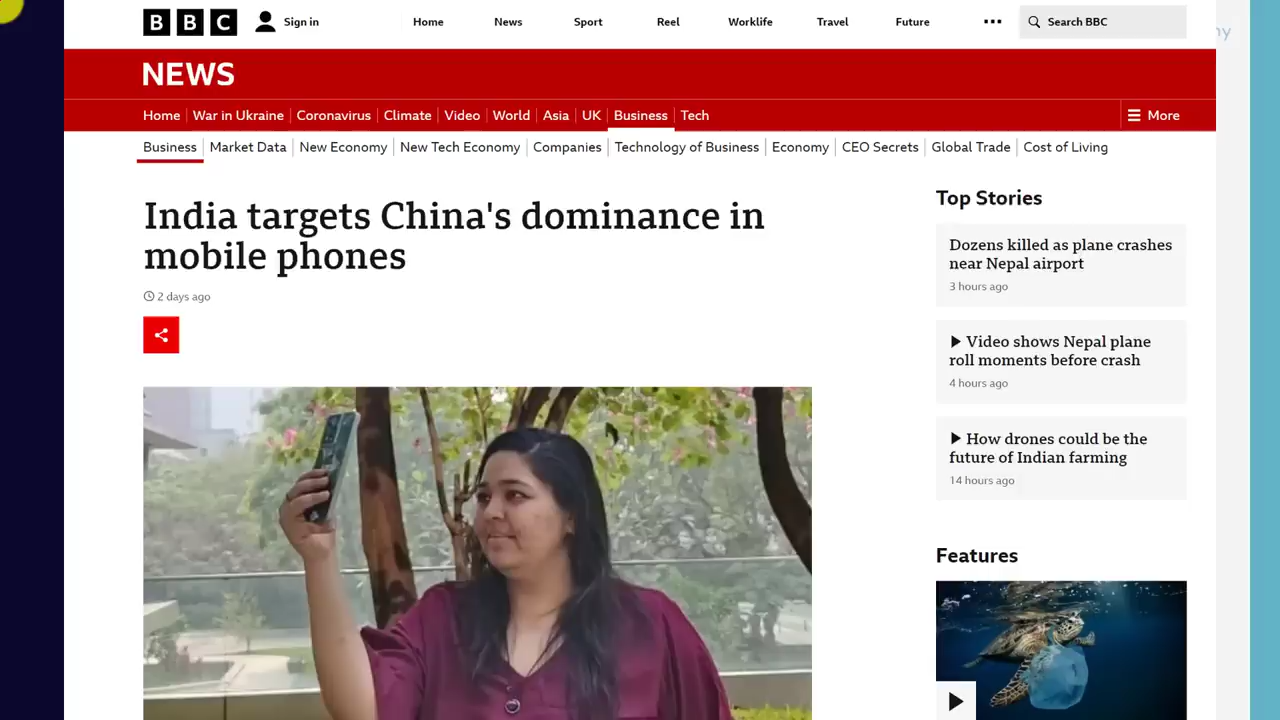 BBC Sign in Home News Sport Reel Worklife Travel Future Search BBC
NEWS
Home War in Ukraine Coronavirus Climate Video World Asia UK Business Tech More
Business Market Data New Economy New Tech Economy Companies Technology of Business Economy CEO Secrets Global Trade Cost of Living
India targets China's dominance in
mobile phones
2 days ago
Top Stories
Dozens killed as plane crashes
near Nepal airport
3 hours ago
Video shows Nepal plane
roll moments before crash
4 hours ago
How drones could be the
future of Indian farming
14 hours ago
Features